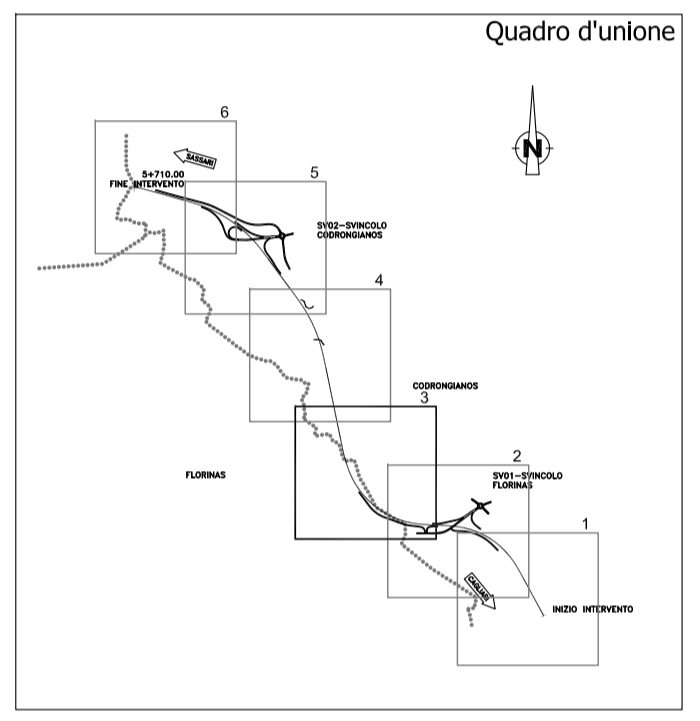 Quadro d'unione
6
SASSARI
N
5+710.00
FINE INTERVENTO
5
SV02-SVINCOLO
CODRONGIANOS
4
CODRONGIANOS
3
2
FLORINAS
SV01-SVINCOLO
FLORINAS
1
CAGLIARI
INIZIO INTERVENTO